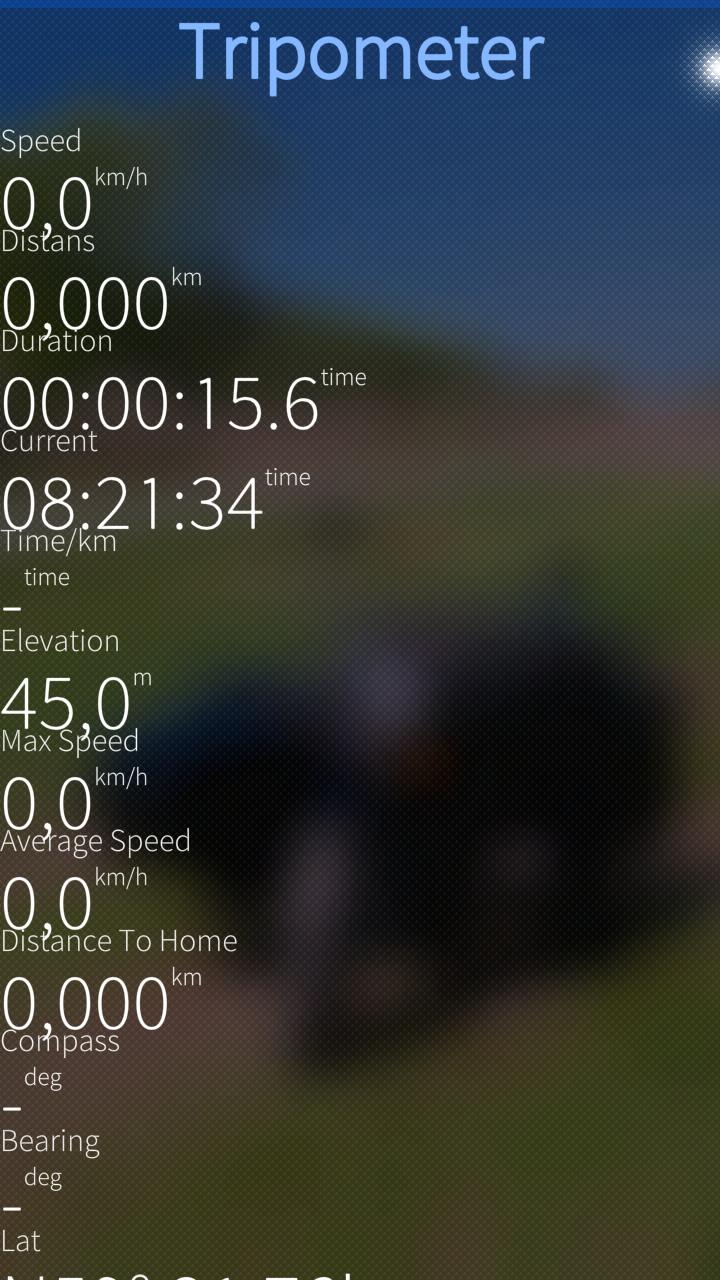 Tripometer
Speed
0,0 km/h
Distans
0,000 km
Duration
00:00:15.6 time
Current
08:21:34 time
Time/km
time
–
Elevation
45,0 m
Max Speed
0,0 km/h
Average Speed
0,0 km/h
Distance To Home
0,000 km
Compass
deg
–
Bearing
deg
–
Lat